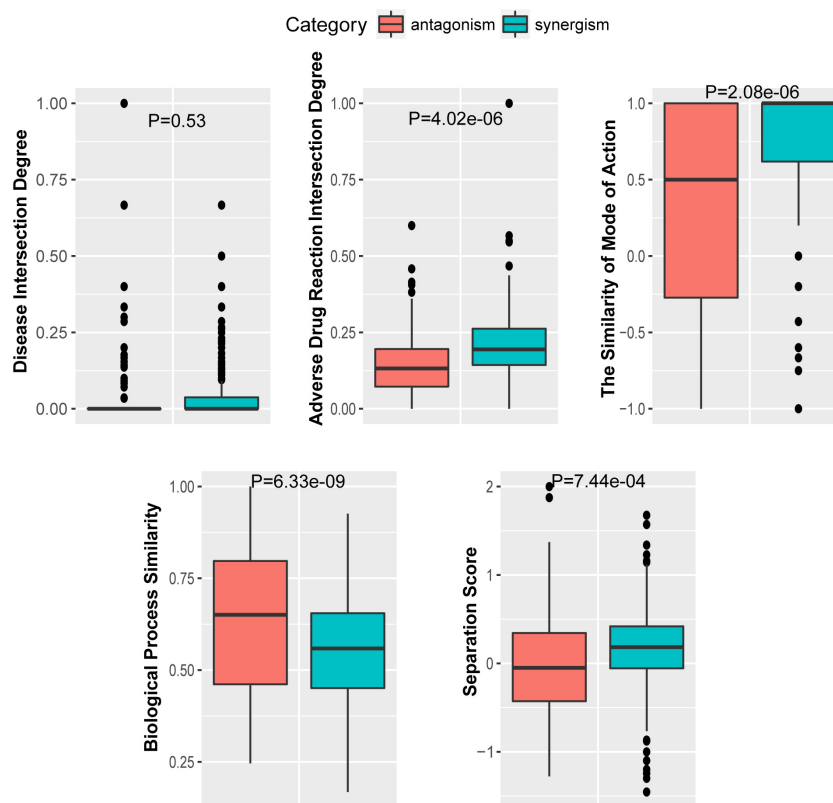 Category antagonism synergism
Disease Intersection Degree
1.00
0.75
0.50
0.25
0.00
P=0.53
Adverse Drug Reaction Intersection Degree
1.00
0.75
0.50
0.25
0.00
P=4.02e-06
The Similarity of Mode of Action
1.0
0.5
0.0
−0.5
−1.0
P=2.08e-06
Biological Process Similarity
1.00
0.75
0.50
0.25
P=6.33e-09
Separation Score
2
1
0
−1
P=7.44e-04